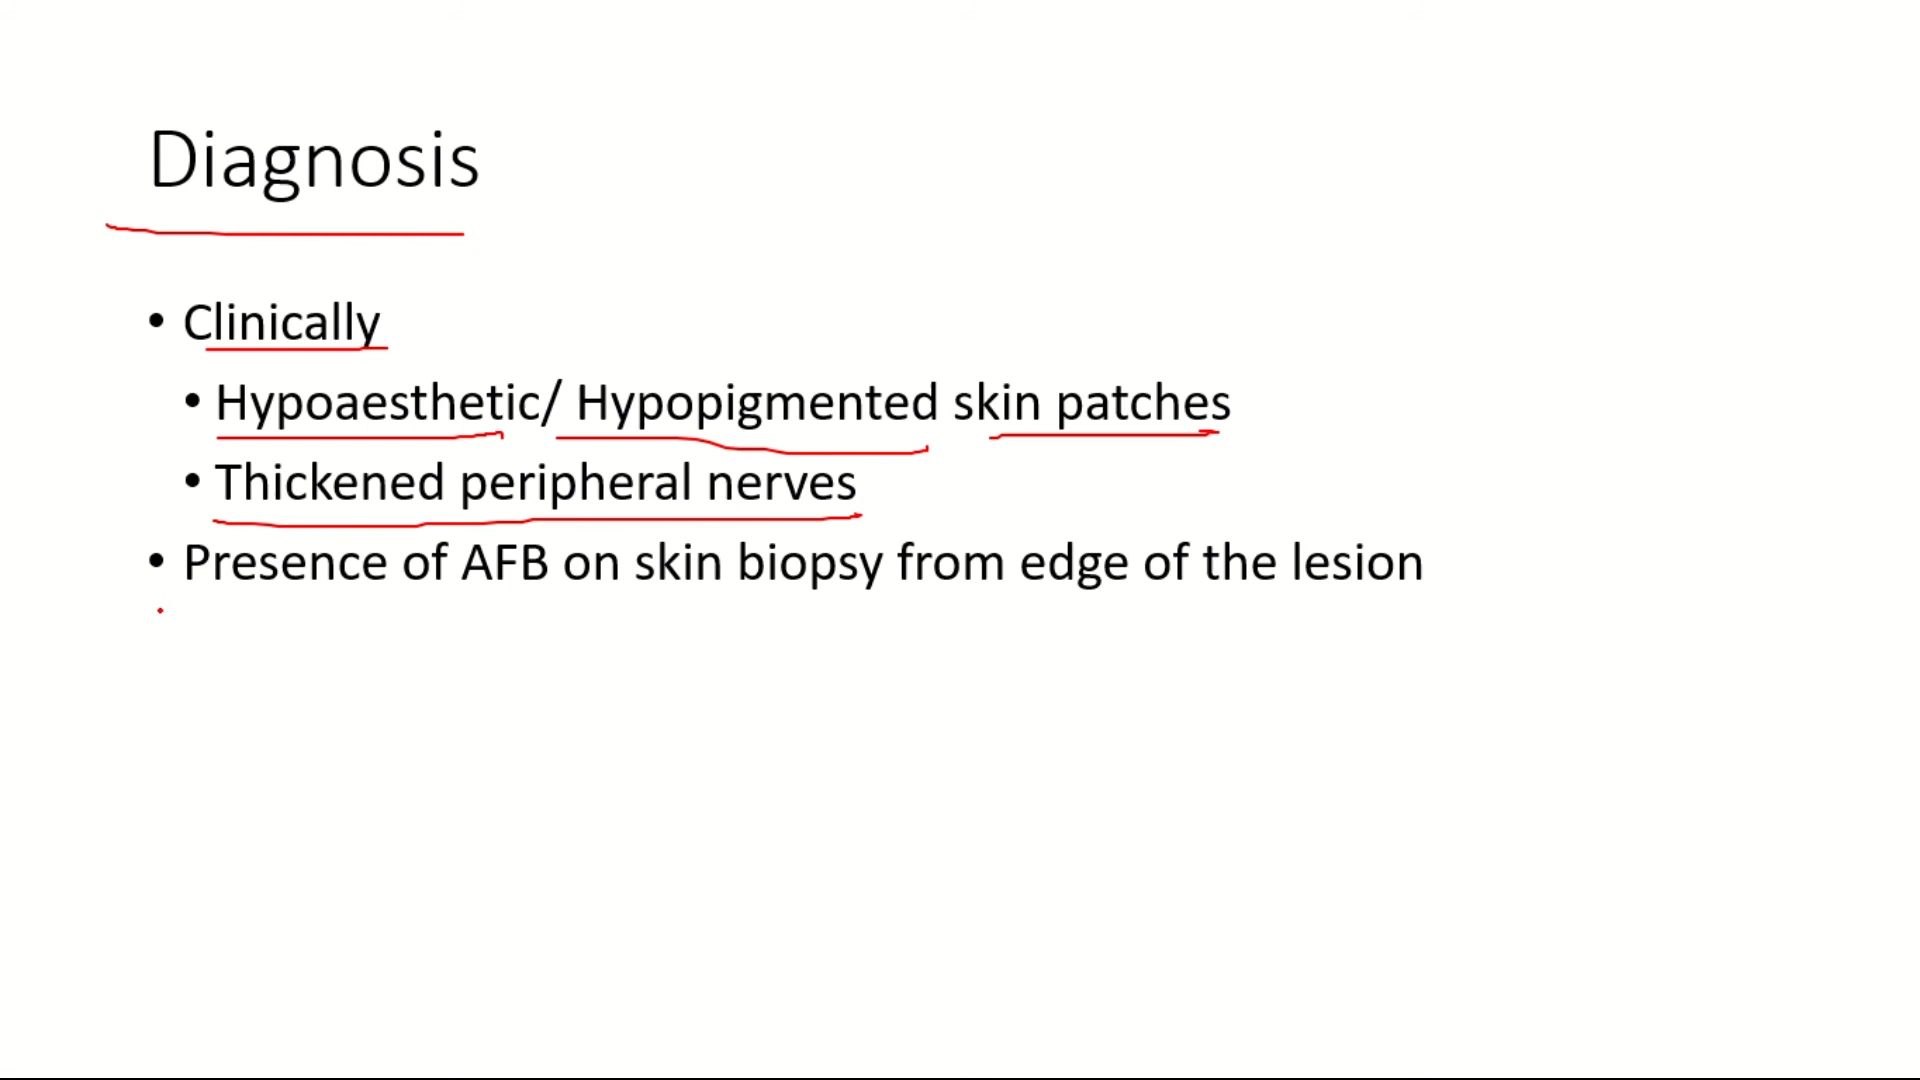 Diagnosis
• Clinically
• Hypoaesthetic/ Hypopigmented skin patches
• Thickened peripheral nerves
• Presence of AFB on skin biopsy from edge of the lesion